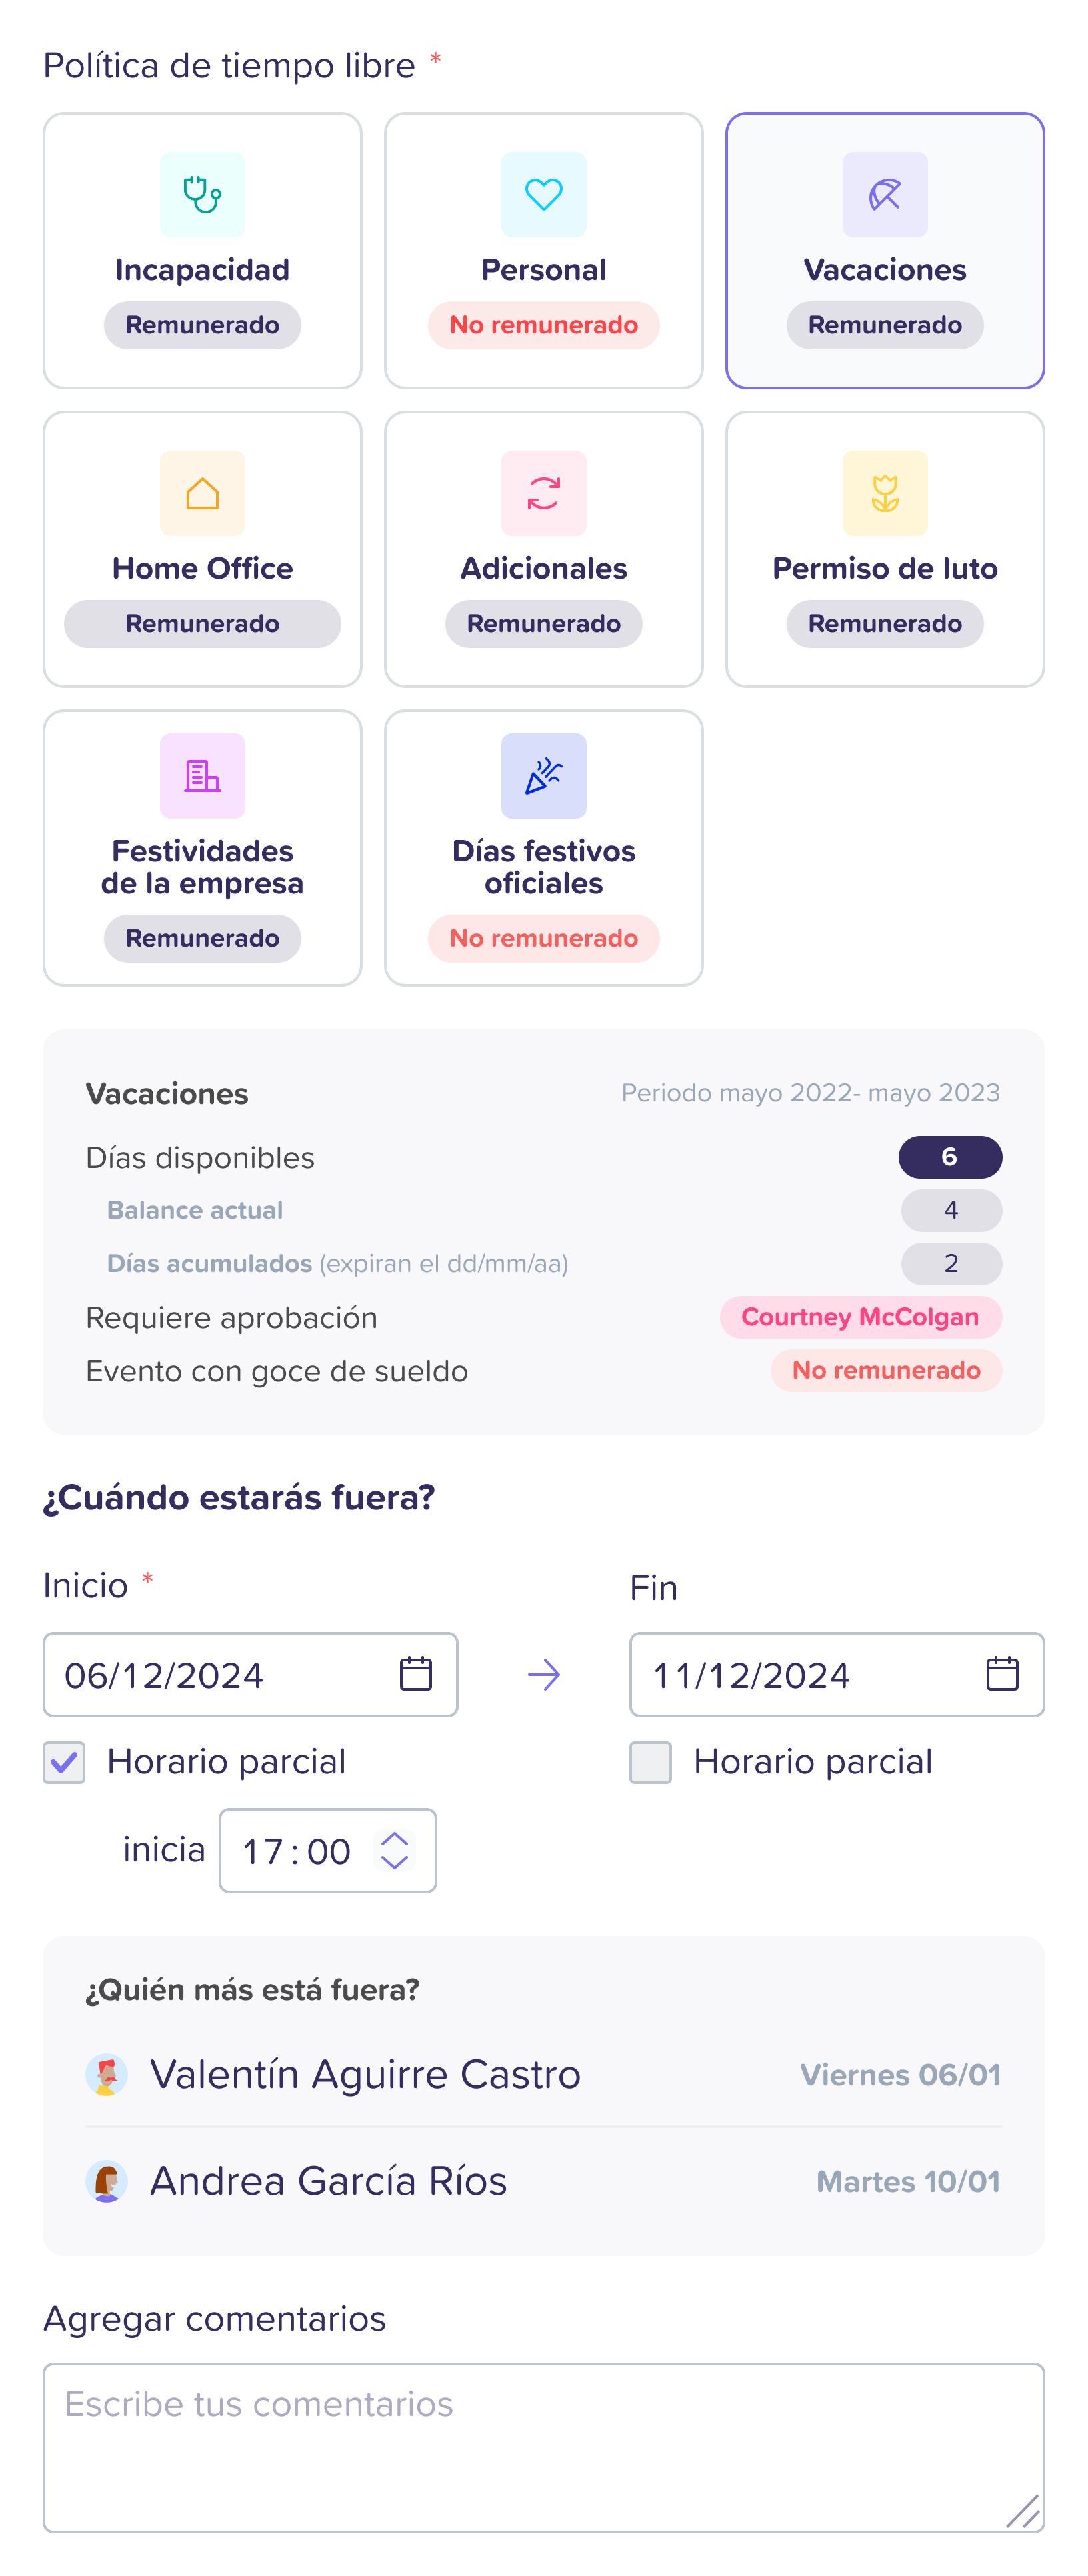 Política de tiempo libre *
Incapacidad
Remunerado
Personal
No remunerado
Vacaciones
Remunerado
Home Office
Remunerado
Adicionales
Remunerado
Permiso de luto
Remunerado
Festividades
de la empresa
Remunerado
Días festivos
oficiales
No remunerado
Vacaciones
Periodo mayo 2022- mayo 2023
Días disponibles
6
Balance actual
4
Días acumulados (expiran el dd/mm/aa)
2
Requiere aprobación
Courtney McColgan
Evento con goce de sueldo
No remunerado
¿Cuándo estarás fuera?
Inicio *
Fin
06/12/2024
11/12/2024
Horario parcial
Horario parcial
inicia
17:00
¿Quién más está fuera?
Valentín Aguirre Castro
Viernes 06/01
Andrea García Ríos
Martes 10/01
Agregar comentarios
Escribe tus comentarios